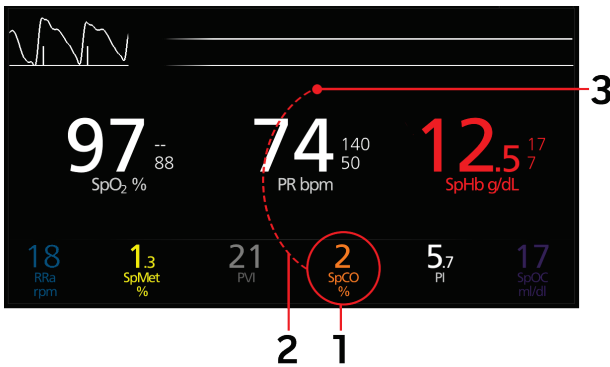 3
97 -- 88
SpO₂ %
74 140 50
PR bpm
12.5 17 7
SpHb g/dL
18
RRa
rpm
1.3
SpMet
%
21
PVI
2
SpCO
%
5.7
PI
17
SpOC
ml/dl
2
1